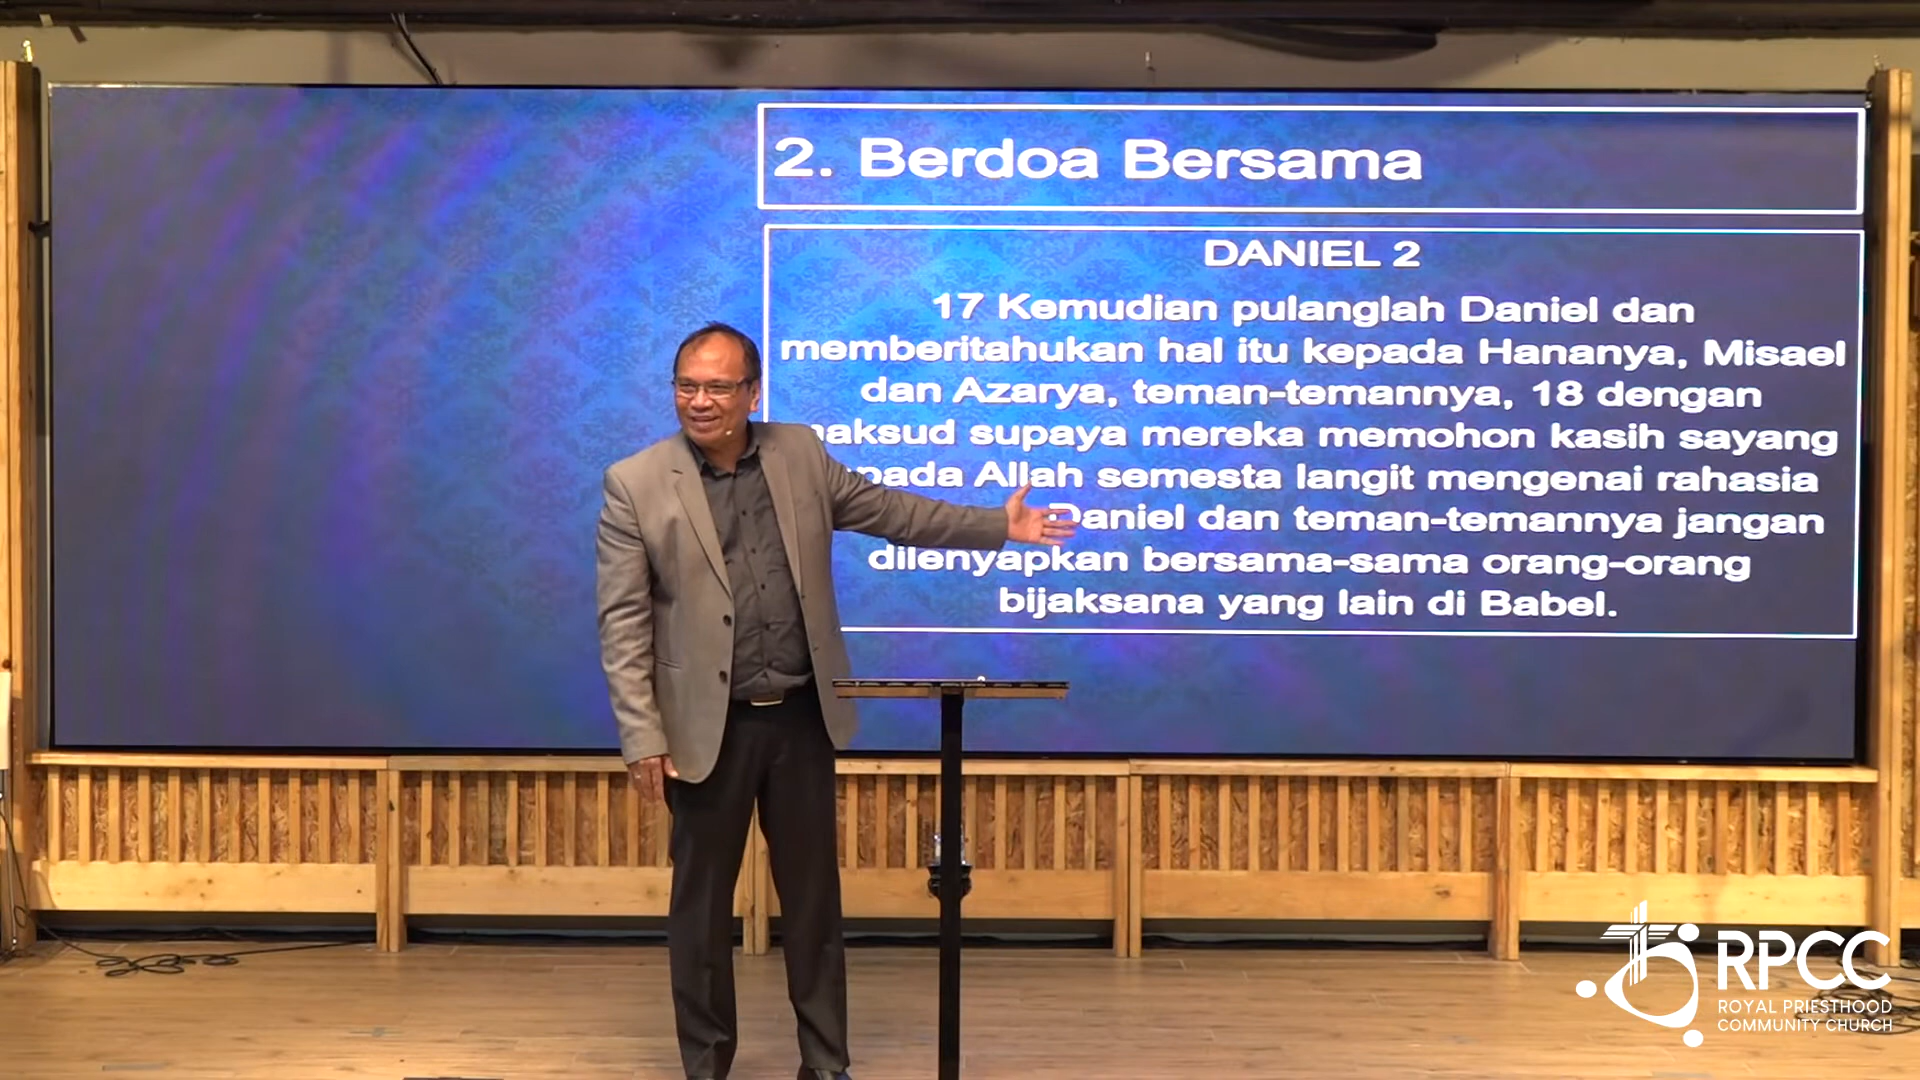 2. Berdoa Bersama
DANIEL 2
17 Kemudian pulanglah Daniel dan
memberitahukan hal itu kepada Hananya, Misael
dan Azarya, teman-temannya, 18 dengan
supaya mereka memohon kasih sayang
Allah semesta langit mengenai rahasia
Daniel dan teman-temannya jangan
dilenyapkan bersama-sama orang-orang
bijaksana yang lain di Babel.
RPCC
ROYAL PRIESTHOOD
COMMUNITY CHURCH